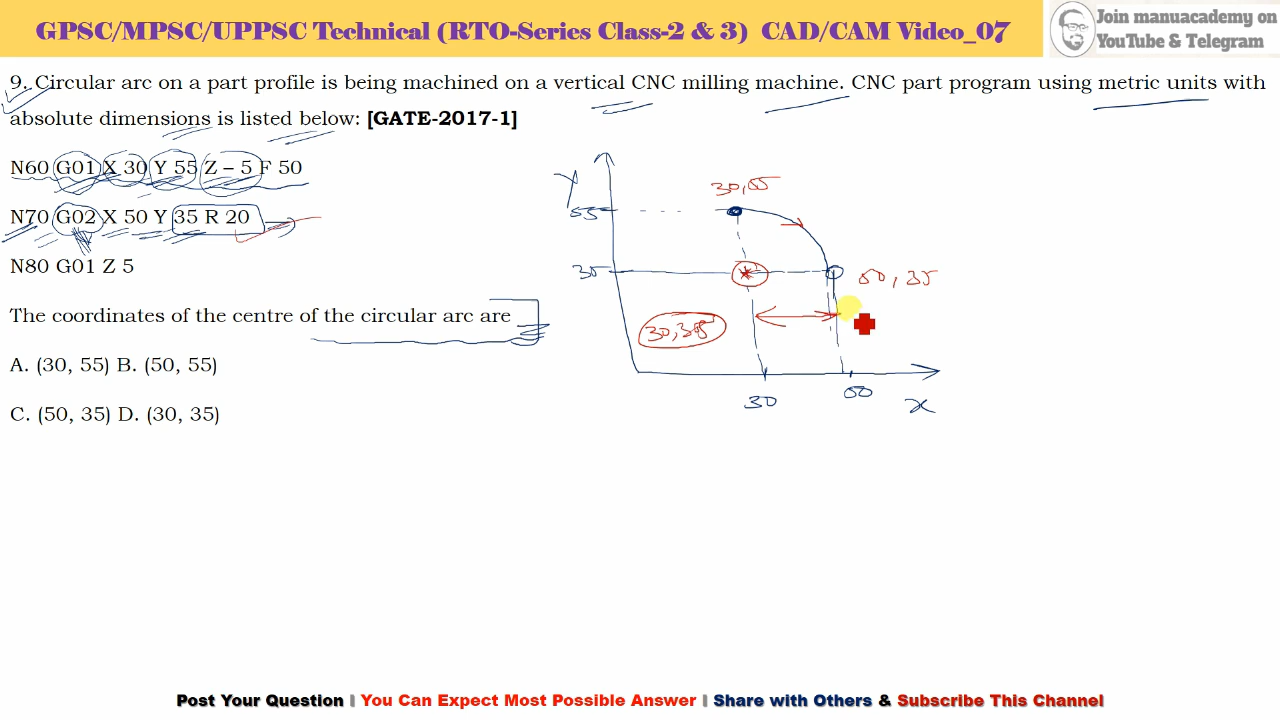 GPSC/MPSC/UPPSC Technical (RTO-Series Class-2 & 3) CAD/CAM Video_07
Join manuacademy on
YouTube & Telegram
9. Circular arc on a part profile is being machined on a vertical CNC milling machine. CNC part program using metric units with
absolute dimensions is listed below: [GATE-2017-1]
N60 G01 X 30 Y 55 Z – 5 F 50
N70 G02 X 50 Y 35 R 20
N80 G01 Z 5
The coordinates of the centre of the circular arc are
A. (30, 55) B. (50, 55)
C. (50, 35) D. (30, 35)
Y
30,55
55
35
50, 35
30,35
30
50
x
Post Your Question | You Can Expect Most Possible Answer | Share with Others & Subscribe This Channel